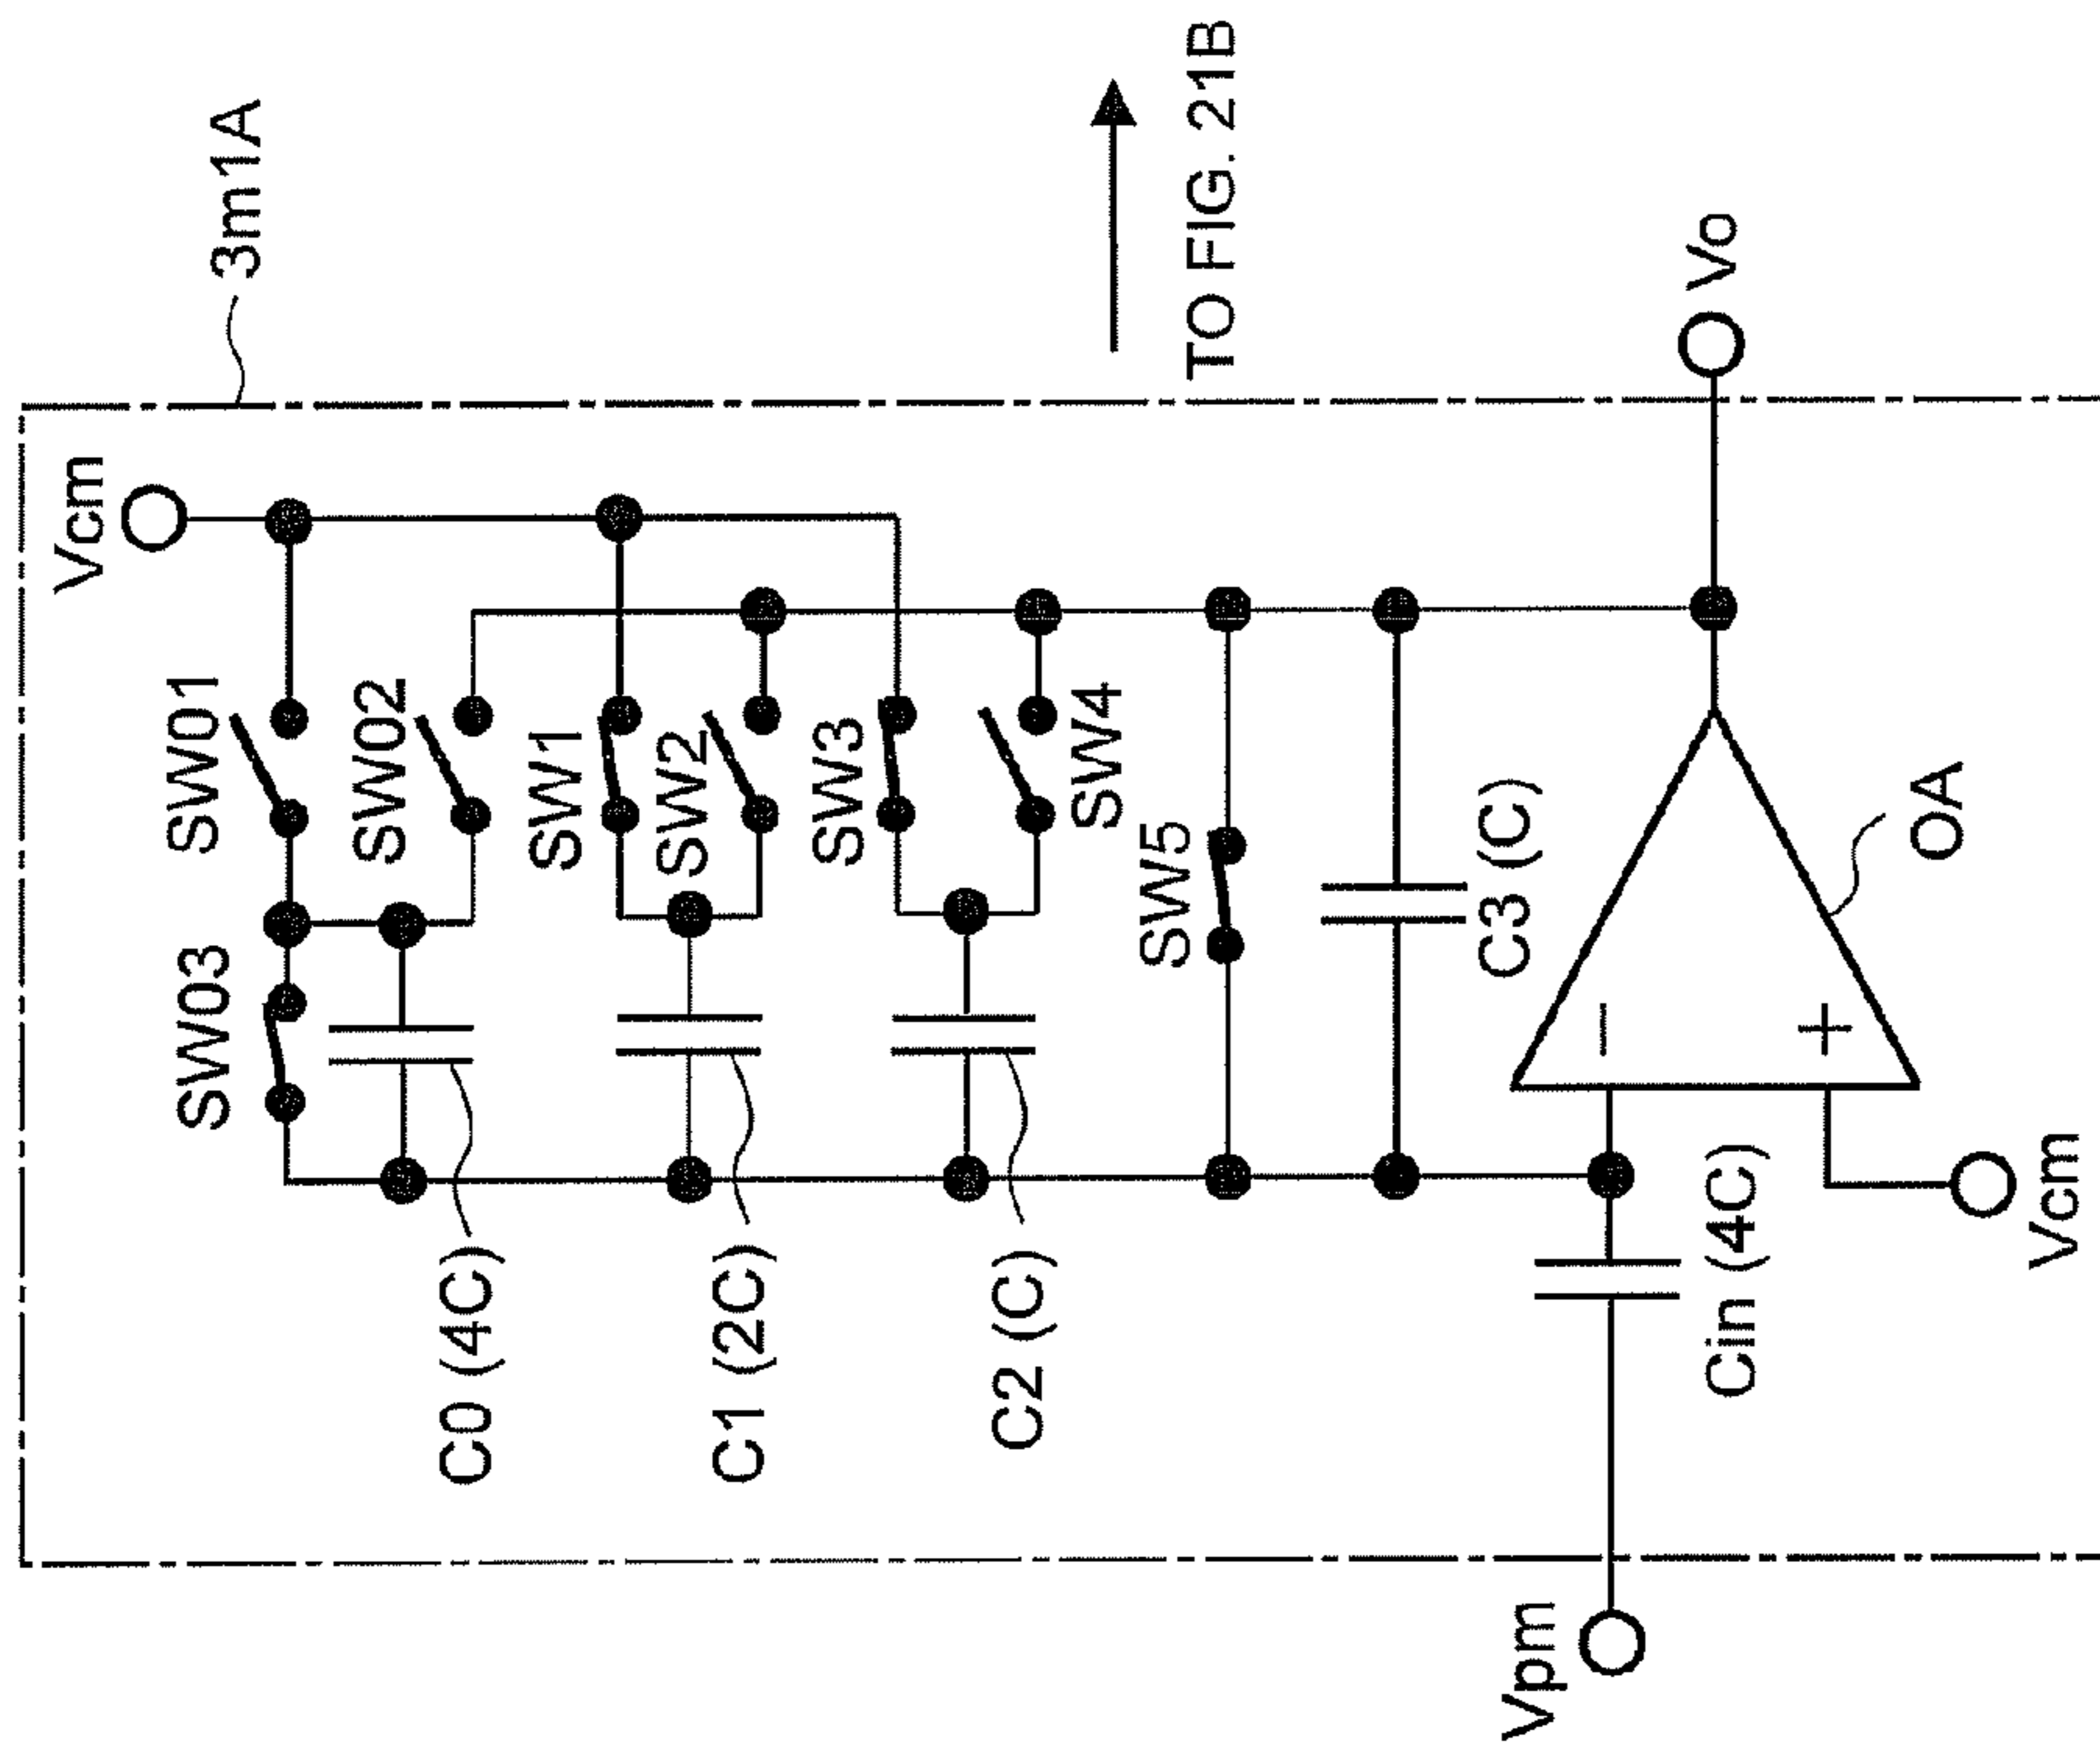 3m1A
Vcm
SW01
SW02
SW03
SW1
SW2
SW3
SW4
SW5
C0 (4C)
C1 (2C)
C2 (C)
C3 (C)
TO FIG. 21B
Vo
OA
−
+
Cin (4C)
Vcm
Vpm